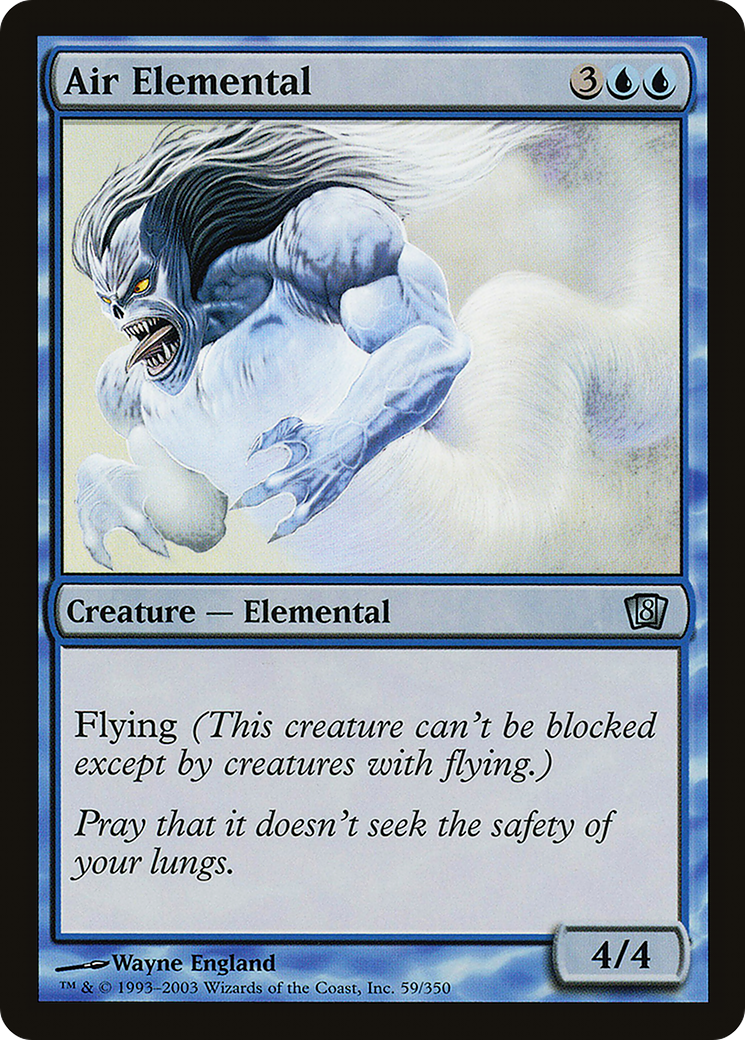 Air Elemental 3
Creature — Elemental 8
Flying (This creature can't be blocked
except by creatures with flying.)
Pray that it doesn't seek the safety of
your lungs.
4/4
Wayne England
™ & © 1993–2003 Wizards of the Coast, Inc. 59/350